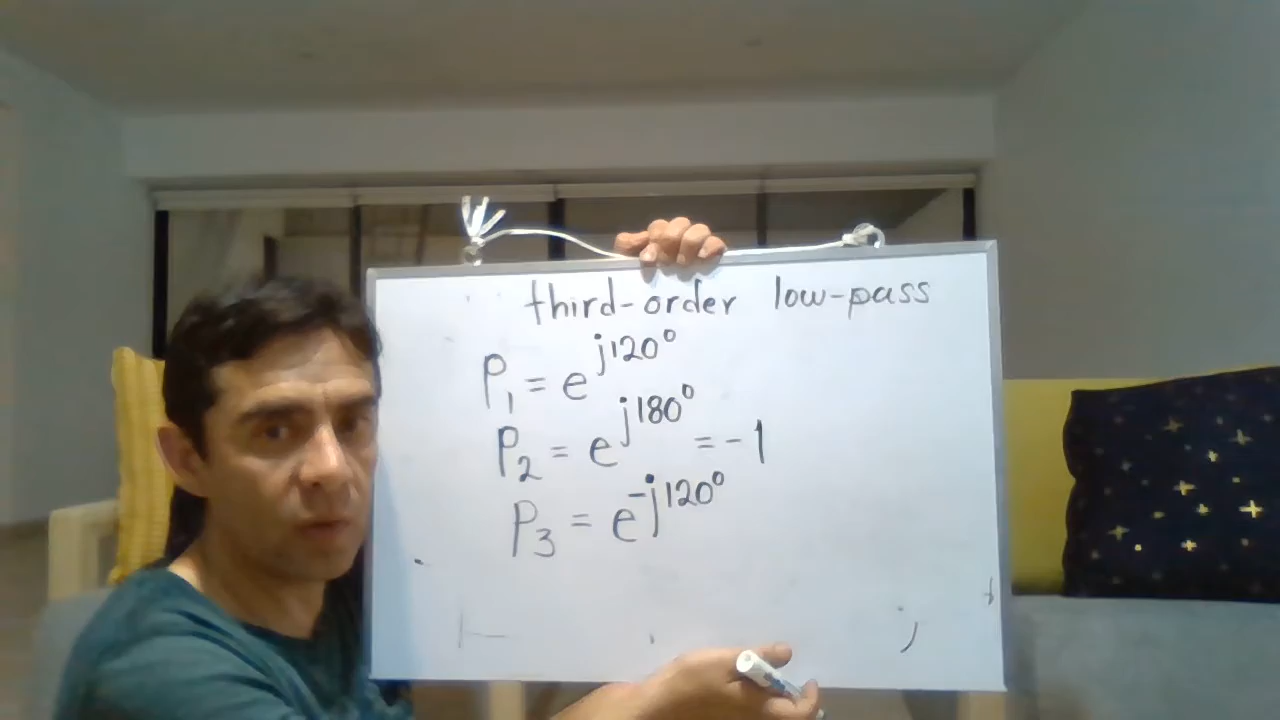 third-order low-pass
P₁ = e^{j120°}
P₂ = e^{j180°} = -1
P₃ = e^{-j120°}